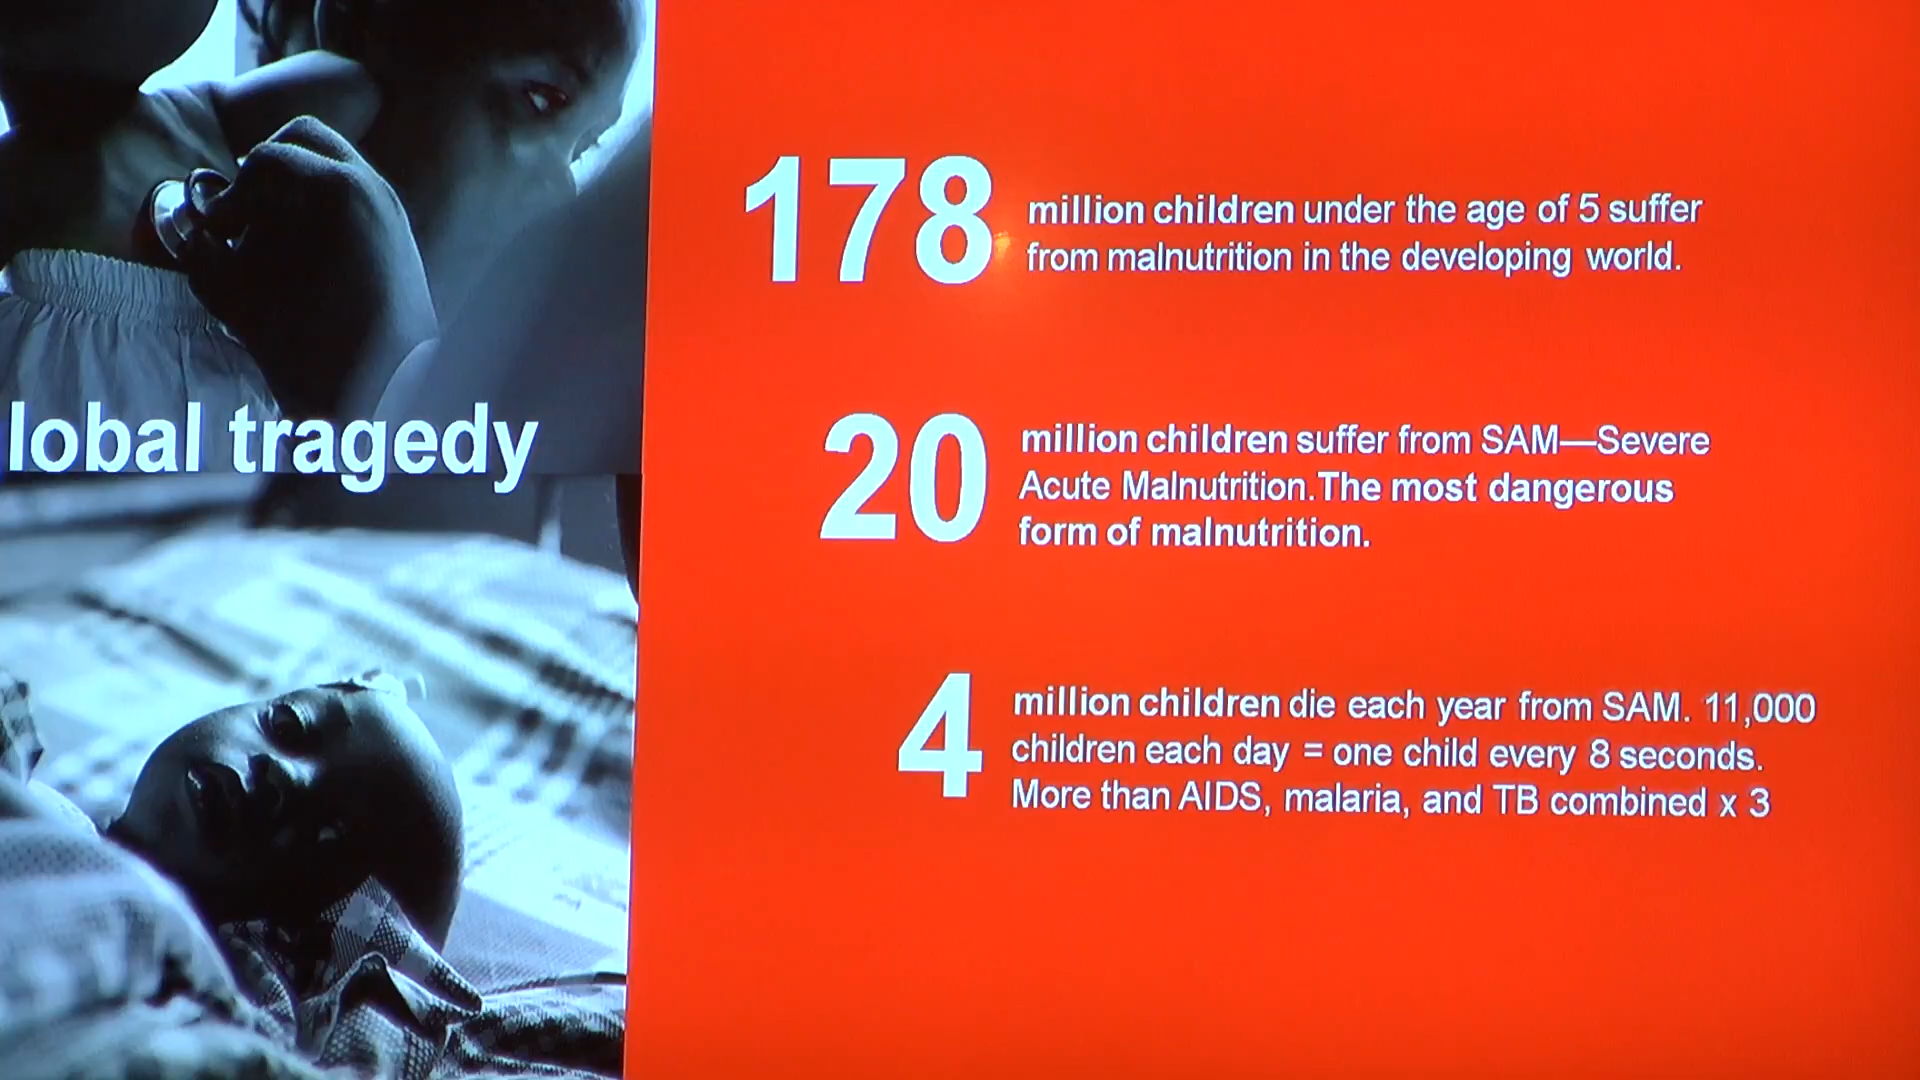 lobal tragedy
178
million children under the age of 5 suffer
from malnutrition in the developing world.
20
million children suffer from SAM—Severe
Acute Malnutrition. The most dangerous
form of malnutrition.
4
million children die each year from SAM. 11,000
children each day = one child every 8 seconds.
More than AIDS, malaria, and TB combined x 3